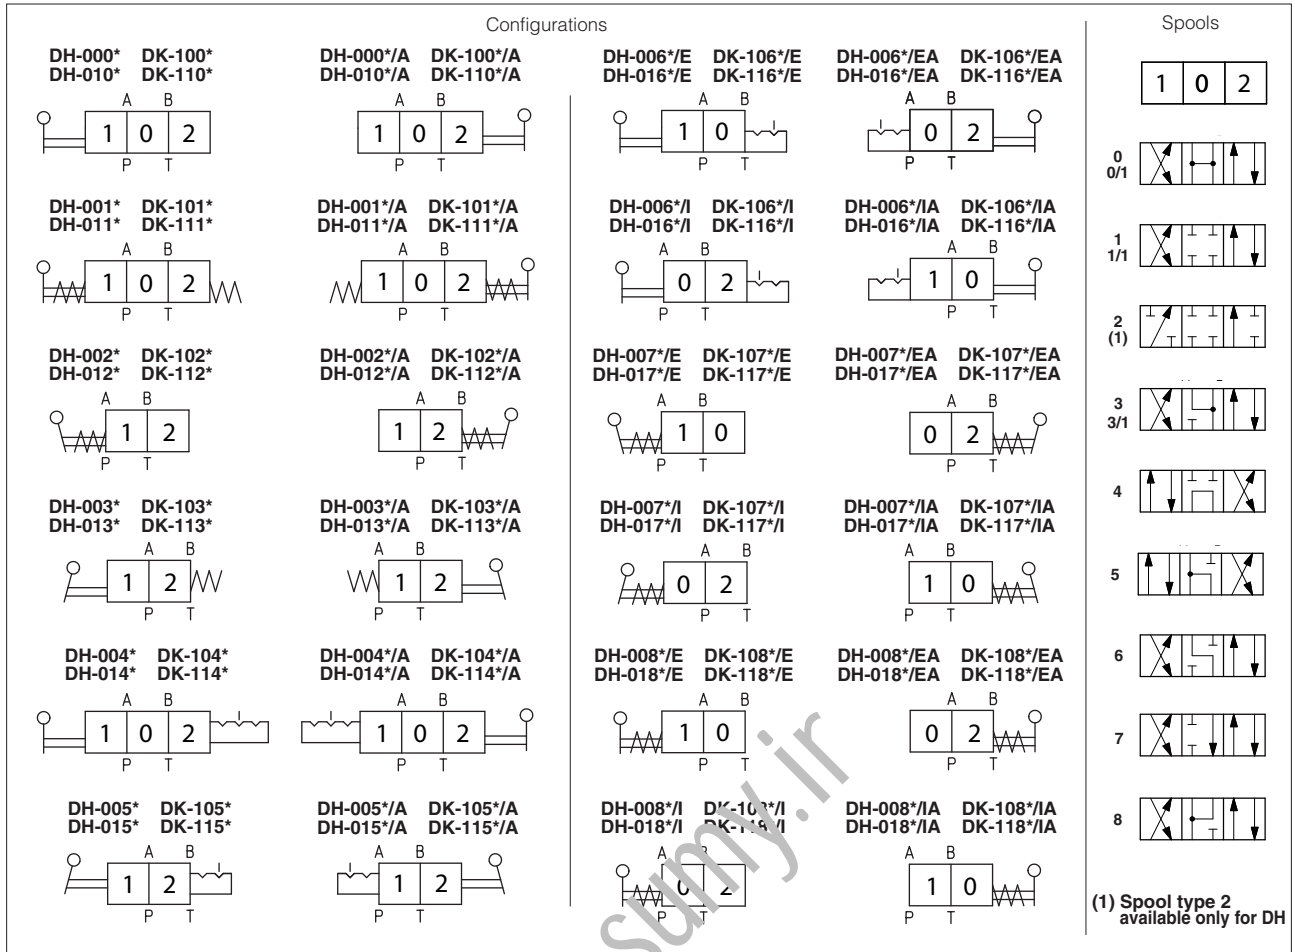 Configurations
Spools
DH-000* DK-100*
DH-010* DK-110*
A B
1 0 2
P T
DH-000*/A DK-100*/A
DH-010*/A DK-110*/A
A B
1 0 2
P T
DH-006*/E DK-106*/E
DH-016*/E DK-116*/E
A B
1 0
P T
DH-006*/EA DK-106*/EA
DH-016*/EA DK-116*/EA
A B
0 2
P T
DH-001* DK-101*
DH-011* DK-111*
A B
1 0 2
P T
DH-001*/A DK-101*/A
DH-011*/A DK-111*/A
A B
1 0 2
P T
DH-006*/I DK-106*/I
DH-016*/I DK-116*/I
A B
0 2
P T
DH-006*/IA DK-106*/IA
DH-016*/IA DK-116*/IA
A B
1 0
P T
DH-002* DK-102*
DH-012* DK-112*
A B
1 2
P T
DH-002*/A DK-102*/A
DH-012*/A DK-112*/A
A B
1 2
P T
DH-007*/E DK-107*/E
DH-017*/E DK-117*/E
A B
1 0
P T
DH-007*/EA DK-107*/EA
DH-017*/EA DK-117*/EA
A B
0 2
P T
DH-003* DK-103*
DH-013* DK-113*
A B
1 2
P T
DH-003*/A DK-103*/A
DH-013*/A DK-113*/A
A B
1 2
P T
DH-007*/I DK-107*/I
DH-017*/I DK-117*/I
A B
0 2
P T
DH-007*/IA DK-107*/IA
DH-017*/IA DK-117*/IA
A B
1 0
P T
DH-004* DK-104*
DH-014* DK-114*
A B
1 0 2
P T
DH-004*/A DK-104*/A
DH-014*/A DK-114*/A
A B
1 0 2
P T
DH-008*/E DK-108*/E
DH-018*/E DK-118*/E
A B
1 0
P T
DH-008*/EA DK-108*/EA
DH-018*/EA DK-118*/EA
A B
0 2
P T
DH-005* DK-105*
DH-015* DK-115*
A B
1 2
P T
DH-005*/A DK-105*/A
DH-015*/A DK-115*/A
A B
1 2
P T
DH-008*/I DK-108*/I
DH-018*/I DK-118*/I
A B
0 2
P T
DH-008*/IA DK-108*/IA
DH-018*/IA DK-118*/IA
A B
1 0
P T
1 0 2
0
0/1
1
1/1
2
(1)
3
3/1
4
5
6
7
8
(1) Spool type 2
available only for DH
sumy.ir